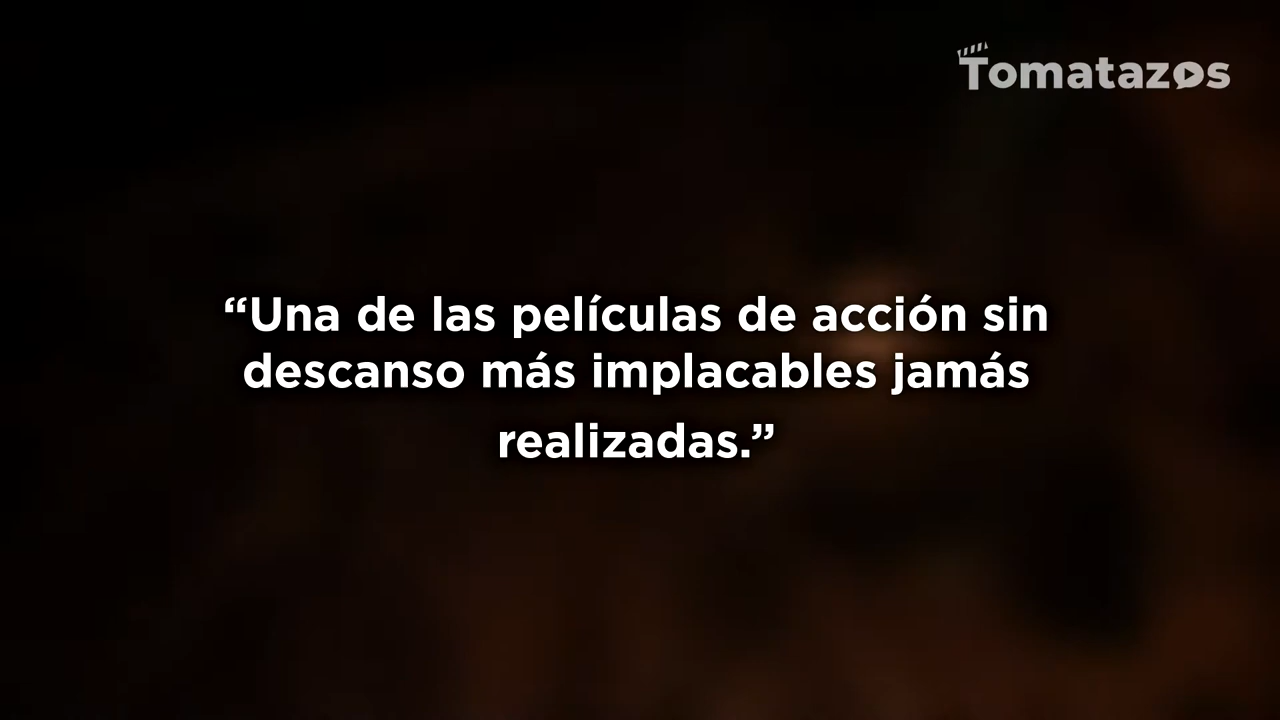 Tomatazos
“Una de las películas de acción sin
descanso más implacables jamás
realizadas.”